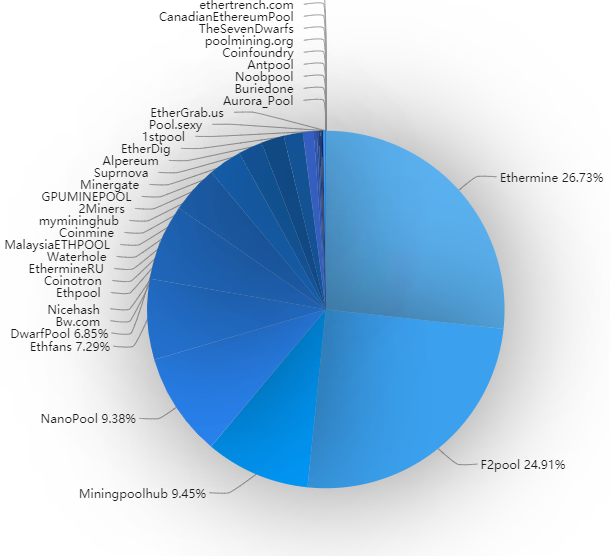 ethertrench.com
CanadianEthereumPool
TheSevenDwarfs
poolmining.org
Coinfoundry
Antpool
Noobpool
Buriedone
Aurora_Pool
EtherGrab.us
Pool.sexy
1stpool
EtherDig
Alpereum
Suprnova
Minergate
GPUMINEPOOL
2Miners
mymininghub
Coinmine
MalaysiaETHPOOL
Waterhole
EthermineRU
Coinotron
Ethpool
Nicehash
Bw.com
DwarfPool 6.85%
Ethfans 7.29%
NanoPool 9.38%
Miningpoolhub 9.45%
F2pool 24.91%
Ethermine 26.73%